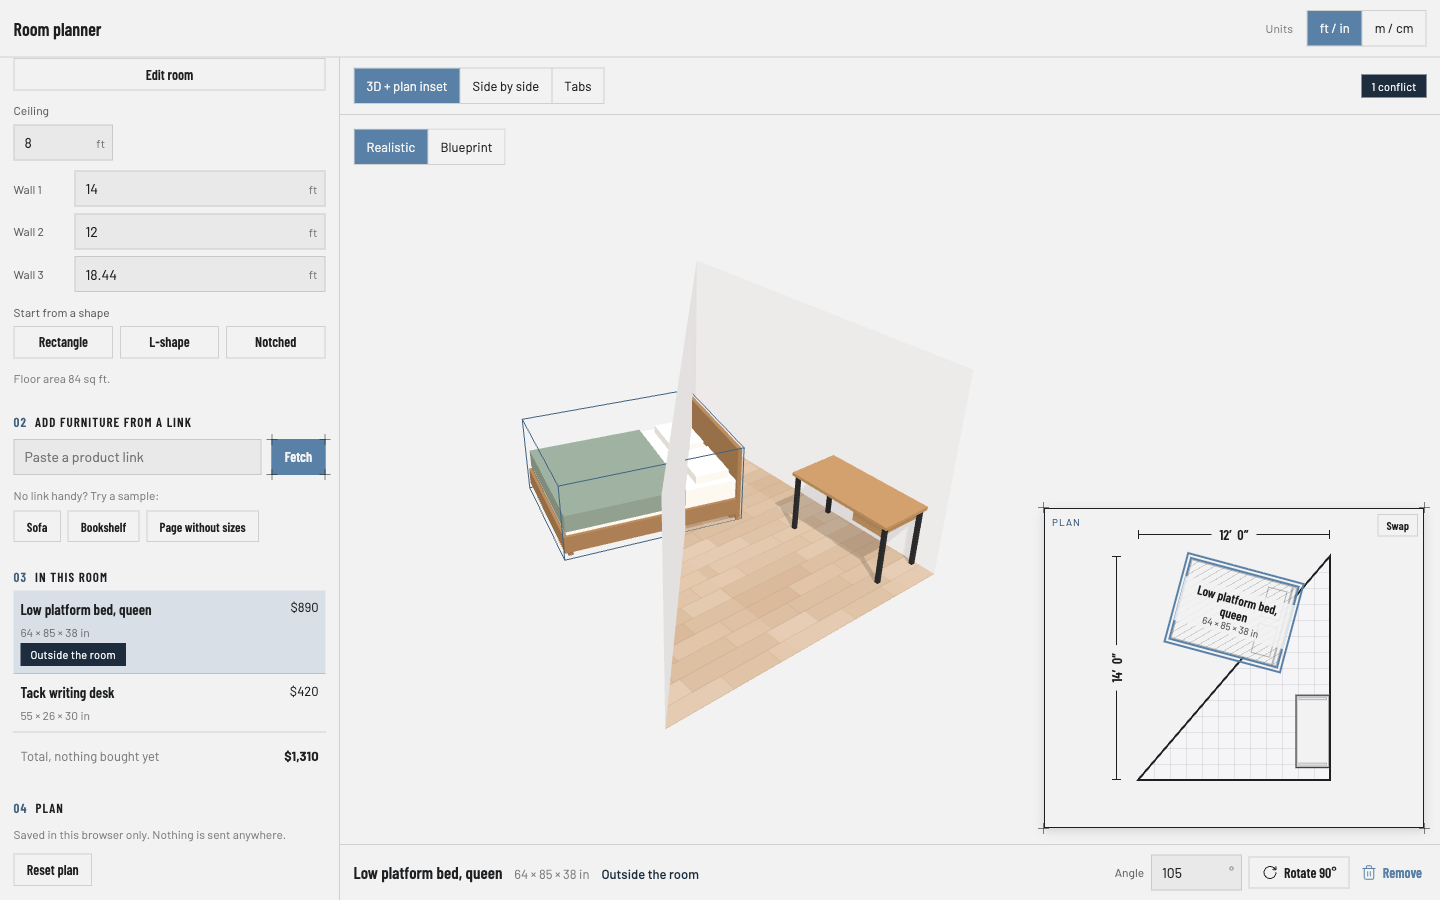 Room planner
Units
ft / in
m / cm
Edit room
Ceiling
8 ft
Wall 1 14 ft
Wall 2 12 ft
Wall 3 18.44 ft
Start from a shape
Rectangle
L-shape
Notched
Floor area 84 sq ft.
02 ADD FURNITURE FROM A LINK
Paste a product link
Fetch
No link handy? Try a sample:
Sofa
Bookshelf
Page without sizes
03 IN THIS ROOM
Low platform bed, queen $890
64 × 85 × 38 in
Outside the room
Tack writing desk $420
55 × 26 × 30 in
Total, nothing bought yet $1,310
04 PLAN
Saved in this browser only. Nothing is sent anywhere.
Reset plan
3D + plan inset
Side by side
Tabs
1 conflict
Realistic
Blueprint
PLAN
Swap
12′ 0″
14′ 0″
Low platform bed,
queen
64 × 85 × 38 in
Low platform bed, queen 64 × 85 × 38 in Outside the room
Angle 105 °
Rotate 90°
Remove